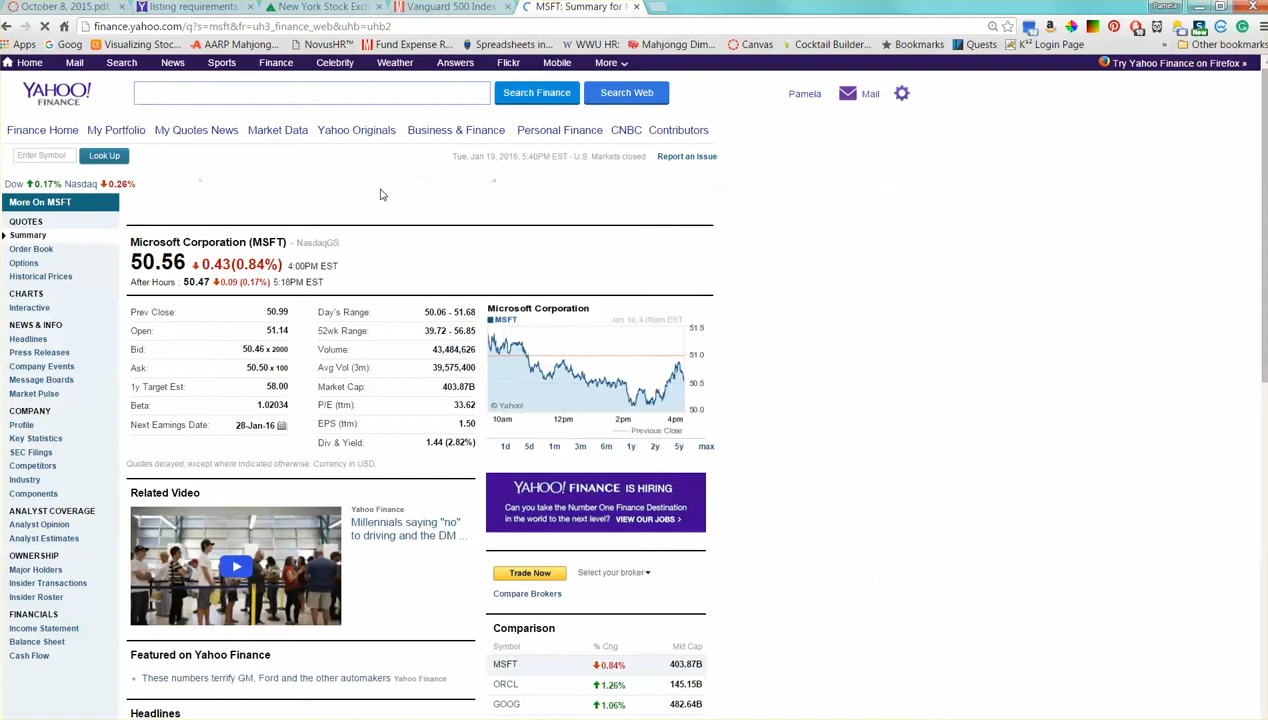 October 8, 2015.pdf
listing requirements
New York Stock Exch
Vanguard 500 Index
MSFT: Summary for
Pamela
finance.yahoo.com/q?s=msft&fr=uh3_finance_web&uhb=uhb2
Apps Goog Visualizing Stoc... AARP Mahjong... NovusHR™ Fund Expense R... Spreadsheets in... WWU HR: Mahjongg Dim... Canvas Cocktail Builder... Bookmarks Quests K¹² Login Page » Other bookmarks
Home Mail Search News Sports Finance Celebrity Weather Answers Flickr Mobile More Try Yahoo Finance on Firefox »
YAHOO!
FINANCE
Search Finance Search Web Pamela Mail
Finance Home My Portfolio My Quotes News Market Data Yahoo Originals Business & Finance Personal Finance CNBC Contributors
Enter Symbol Look Up Tue, Jan 19, 2016, 5:40PM EST - U.S. Markets closed Report an Issue
Dow 0.17% Nasdaq 0.26%
More On MSFT
QUOTES
Summary
Order Book
Options
Historical Prices
CHARTS
Interactive
NEWS & INFO
Headlines
Press Releases
Company Events
Message Boards
Market Pulse
COMPANY
Profile
Key Statistics
SEC Filings
Competitors
Industry
Components
ANALYST COVERAGE
Analyst Opinion
Analyst Estimates
OWNERSHIP
Major Holders
Insider Transactions
Insider Roster
FINANCIALS
Income Statement
Balance Sheet
Cash Flow
Microsoft Corporation (MSFT) - NasdaqGS
50.56 0.43(0.84%) 4:00PM EST
After Hours : 50.47 0.09 (0.17%) 5:18PM EST
Prev Close: 50.99
Open: 51.14
Bid: 50.46 x 2000
Ask: 50.50 x 100
1y Target Est: 58.00
Beta: 1.02034
Next Earnings Date: 28-Jan-16
Day's Range: 50.06 - 51.68
52wk Range: 39.72 - 56.85
Volume: 43,484,626
Avg Vol (3m): 39,575,400
Market Cap: 403.87B
P/E (ttm): 33.62
EPS (ttm): 1.50
Div & Yield: 1.44 (2.82%)
Quotes delayed, except where indicated otherwise. Currency in USD.
Microsoft Corporation
MSFT Jan 19, 4:00pm EST
51.5
51.0
50.5
50.0
© Yahoo!
10am 12pm 2pm 4pm
Previous Close
1d 5d 1m 3m 6m 1y 2y 5y max
Related Video
Yahoo Finance
Millennials saying "no"
to driving and the DM ...
YAHOO! FINANCE IS HIRING
Can you take the Number One Finance Destination
in the world to the next level? VIEW OUR JOBS >
Trade Now Select your broker
Compare Brokers
Comparison
Symbol % Chg Mkt Cap
MSFT 0.84% 403.87B
ORCL 1.26% 145.15B
GOOG 1.06% 482.64B
Featured on Yahoo Finance
These numbers terrify GM, Ford and the other automakers Yahoo Finance
Headlines